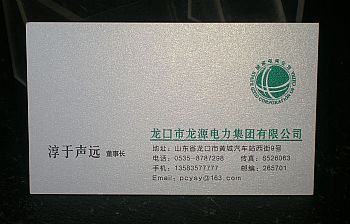 龙口市龙源电力集团有限公司
淳于声远 董事长
地址：山东省龙口市黄城汽车站西街9号
电话：0535-8787298 传真：8526063
手机：13583577777 邮编：265701
Email：pcysy@163.com